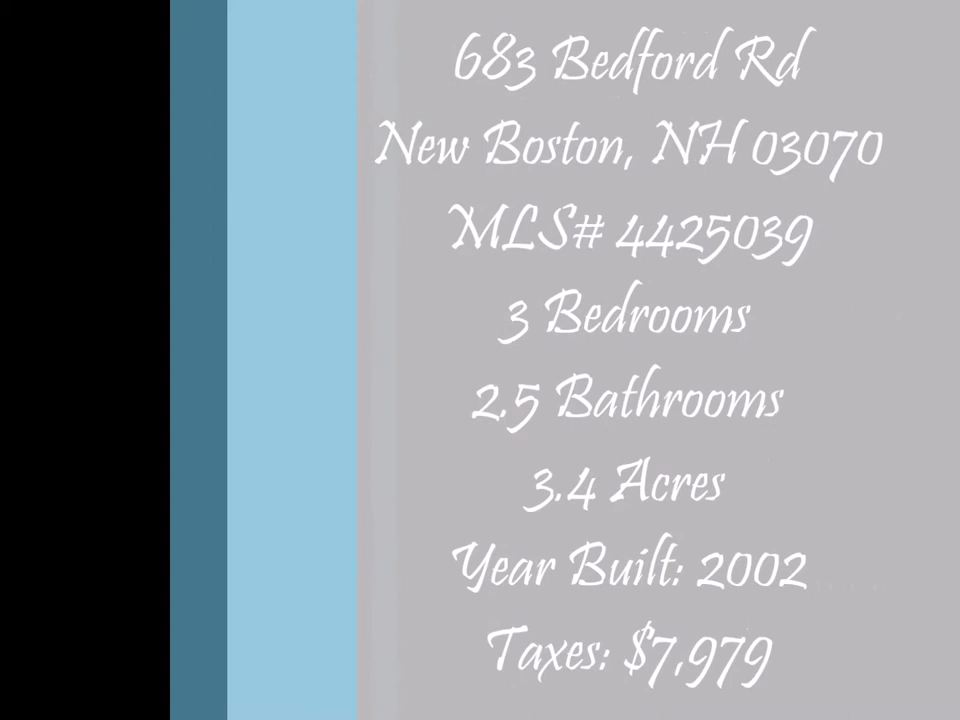 683 Bedford Rd
New Boston, NH 03070
MLS# 4425039
3 Bedrooms
2.5 Bathrooms
3.4 Acres
Year Built: 2002
Taxes: $7,979